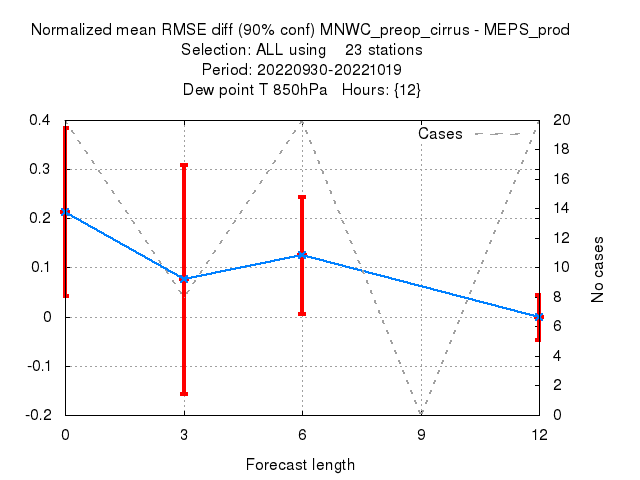 Normalized mean RMSE diff (90% conf) MNWC_preop_cirrus - MEPS_prod
Selection: ALL using 23 stations
Period: 20220930-20221019
Dew point T 850hPa Hours: {12}
Cases
0.4
0.3
0.2
0.1
0
-0.1
-0.2
20
18
16
14
12
10
8
6
4
2
0
No cases
0 3 6 9 12
Forecast length